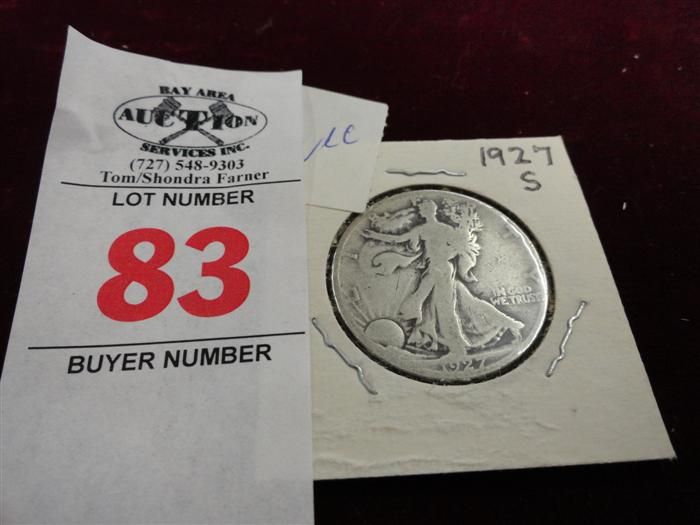 BAY AREA
AUCTION
SERVICES INC.
(727) 548-9303
Tom/Shondra Farner
LOT NUMBER
83
BUYER NUMBER
1927
S
IN GOD
WE TRUST
1927